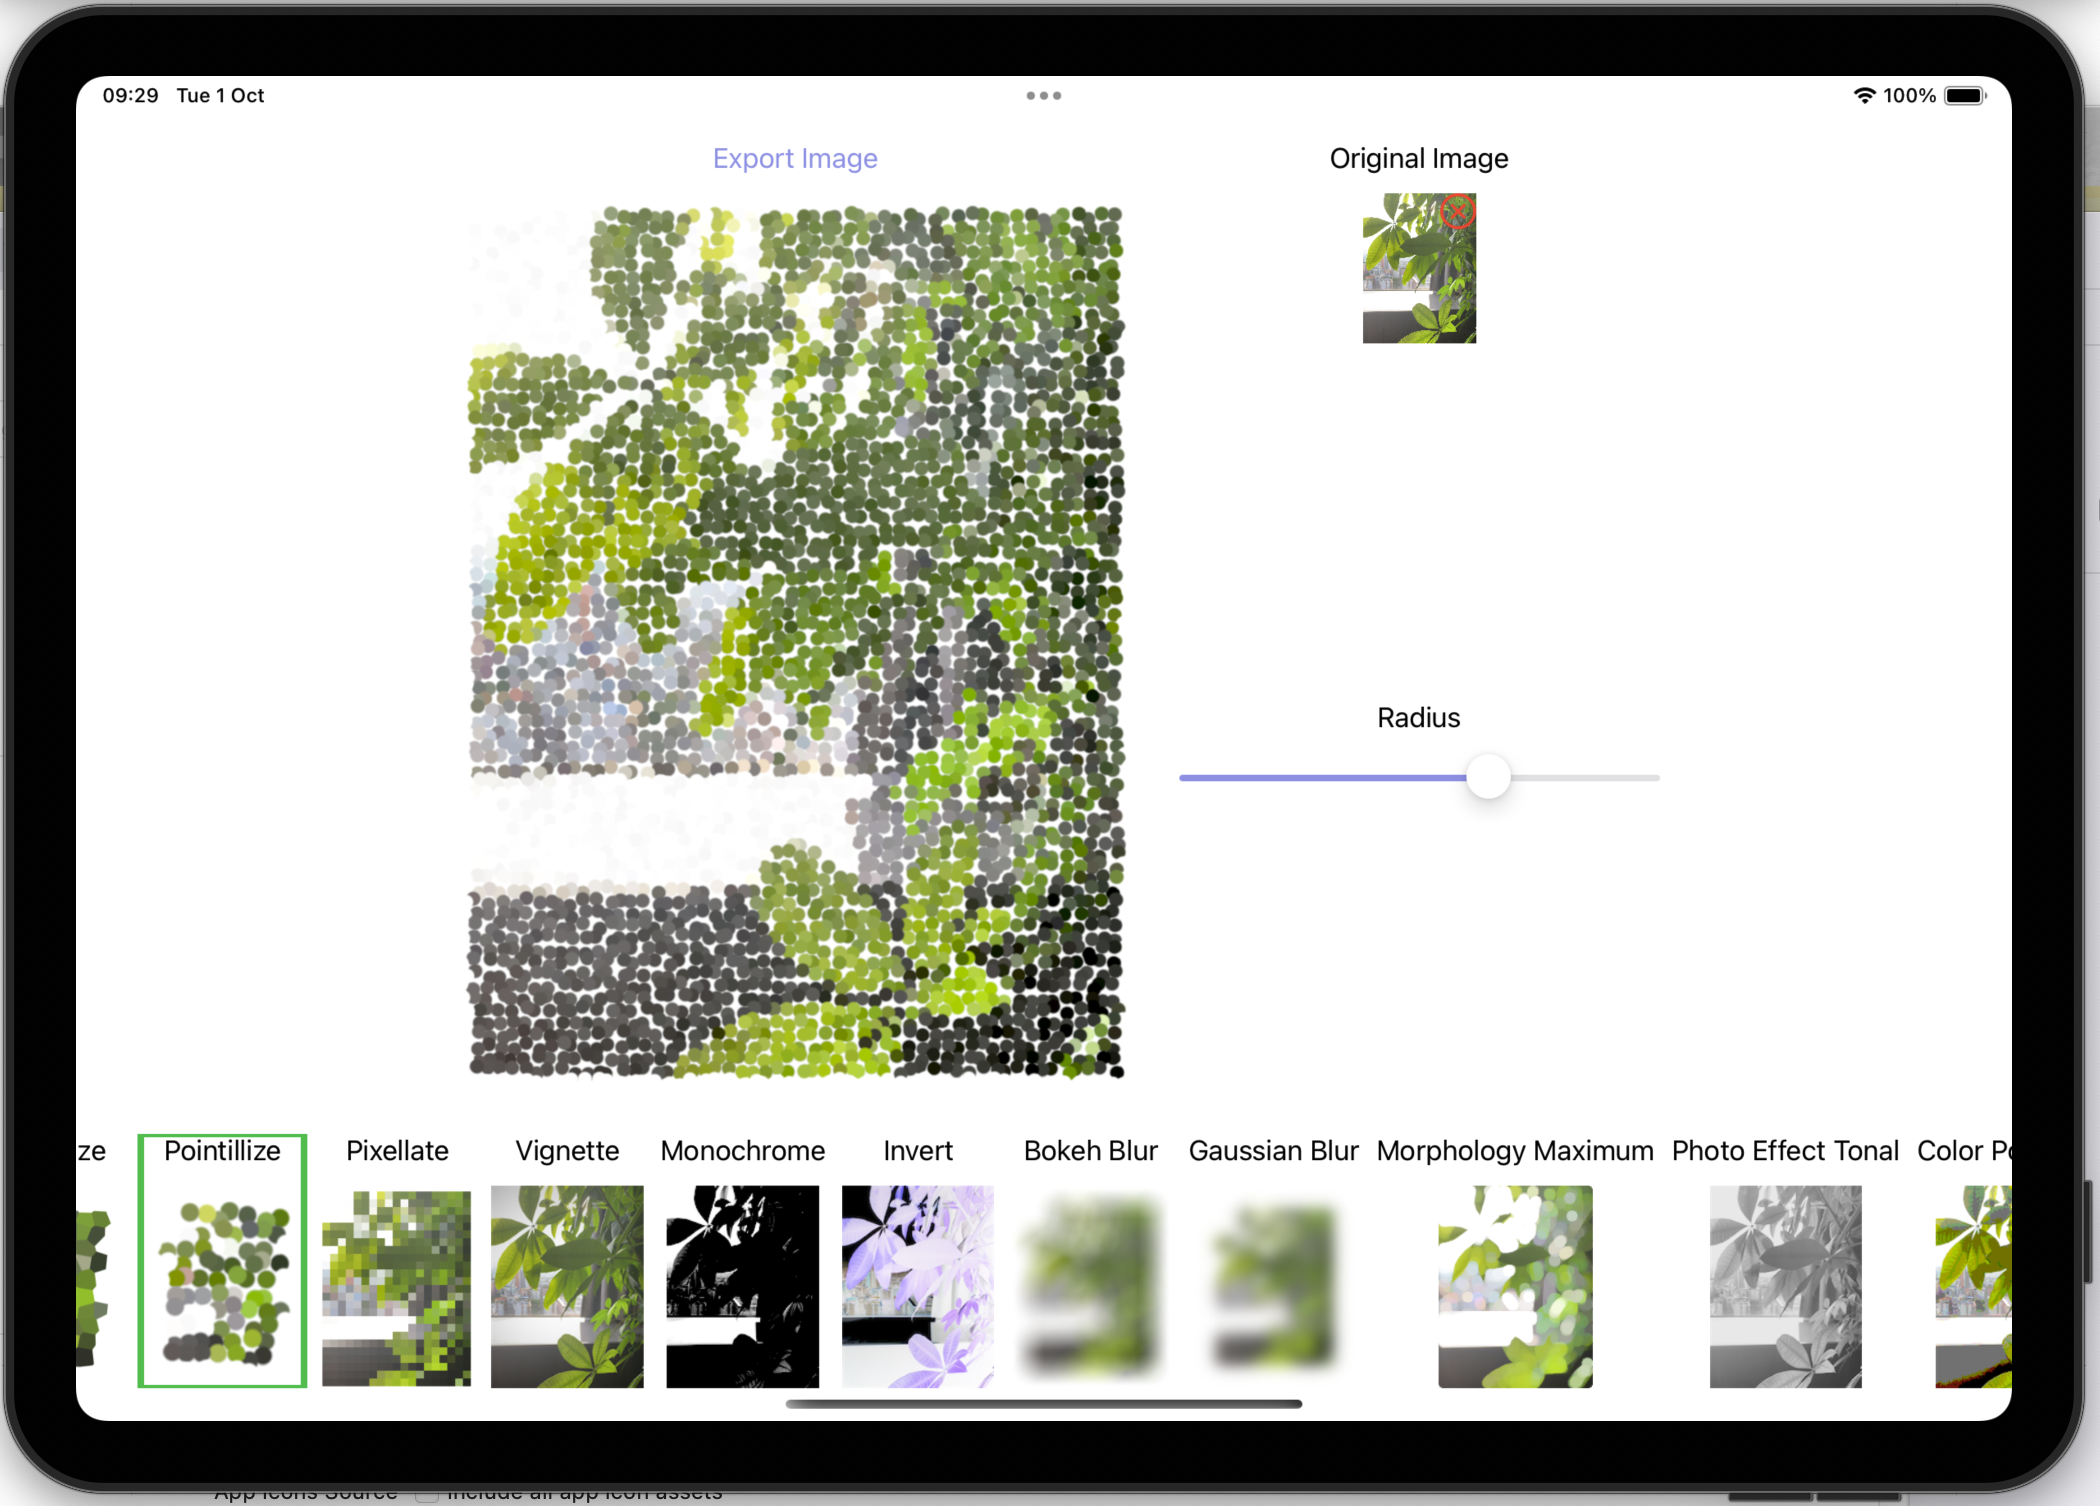 09:29 Tue 1 Oct
100%
Export Image
Original Image
Radius
ze
Pointillize
Pixellate
Vignette
Monochrome
Invert
Bokeh Blur
Gaussian Blur
Morphology Maximum
Photo Effect Tonal
Color Po
App Icons Source
Include all app icon assets